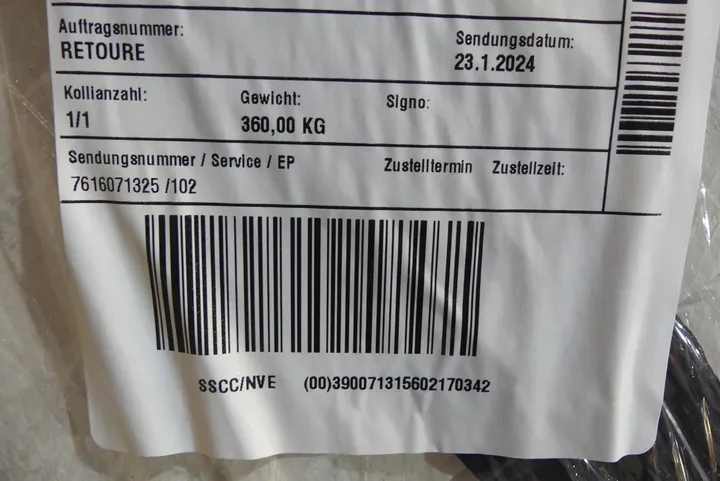 Auftragsnummer:
RETOURE
Sendungsdatum:
23.1.2024
Kollianzahl:
1/1
Gewicht:
360,00 KG
Signo:
Sendungsnummer / Service / EP
7616071325 /102
Zustelltermin
Zustellzeit:
SSCC/NVE (00)390071315602170342